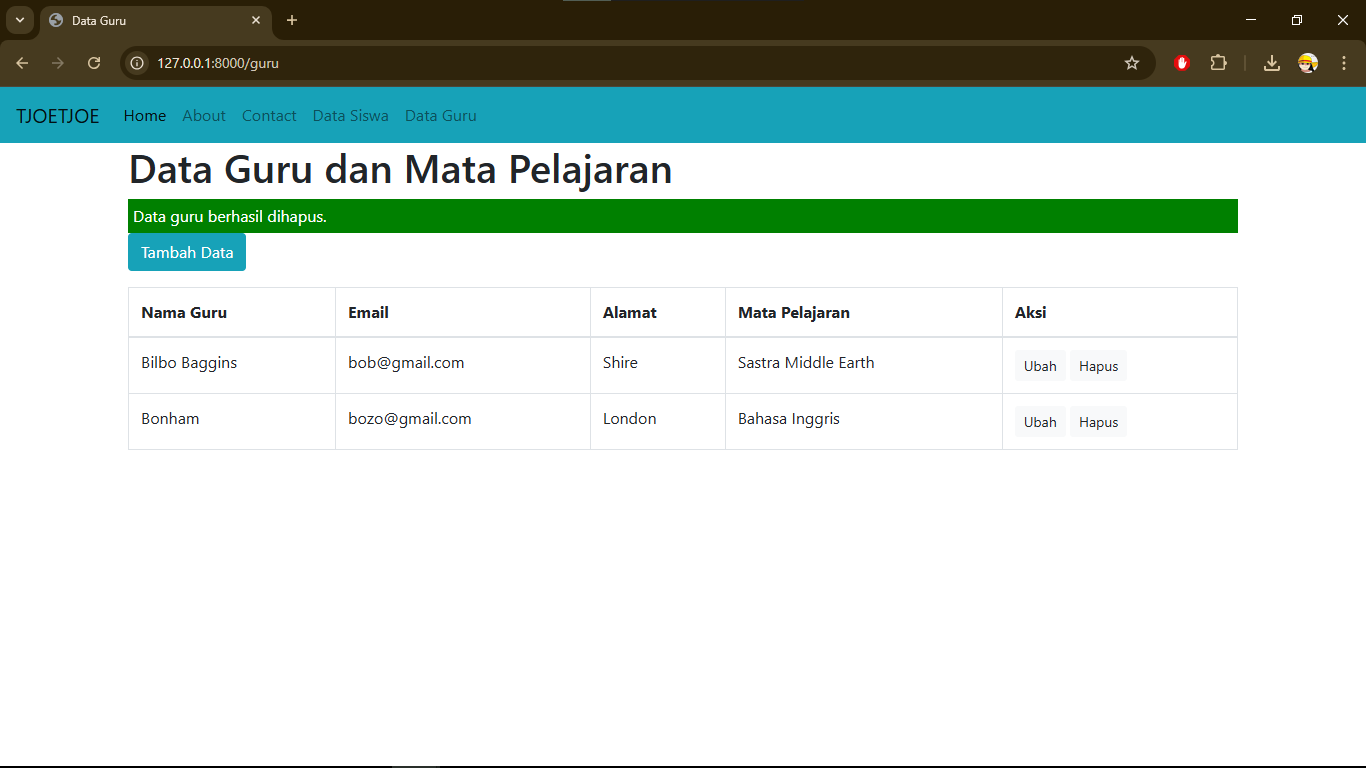 Data Guru
127.0.0.1:8000/guru
TJOETJOE Home About Contact Data Siswa Data Guru
Data Guru dan Mata Pelajaran
Data guru berhasil dihapus.
Tambah Data
Nama Guru Email Alamat Mata Pelajaran Aksi
Bilbo Baggins bob@gmail.com Shire Sastra Middle Earth Ubah Hapus
Bonham bozo@gmail.com London Bahasa Inggris Ubah Hapus